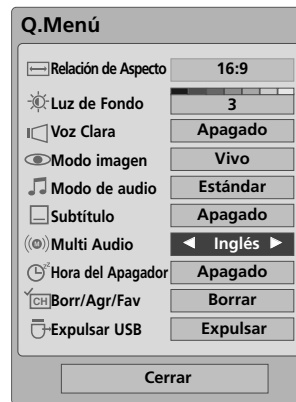 Q.Menú
Relación de Aspecto 16:9
Luz de Fondo 3
Voz Clara Apagado
Modo imagen Vivo
Modo de audio Estándar
Subtítulo Apagado
Multi Audio ◀ Inglés ▶
Hora del Apagador Apagado
CH Borr/Agr/Fav Borrar
Expulsar USB Expulsar
Cerrar